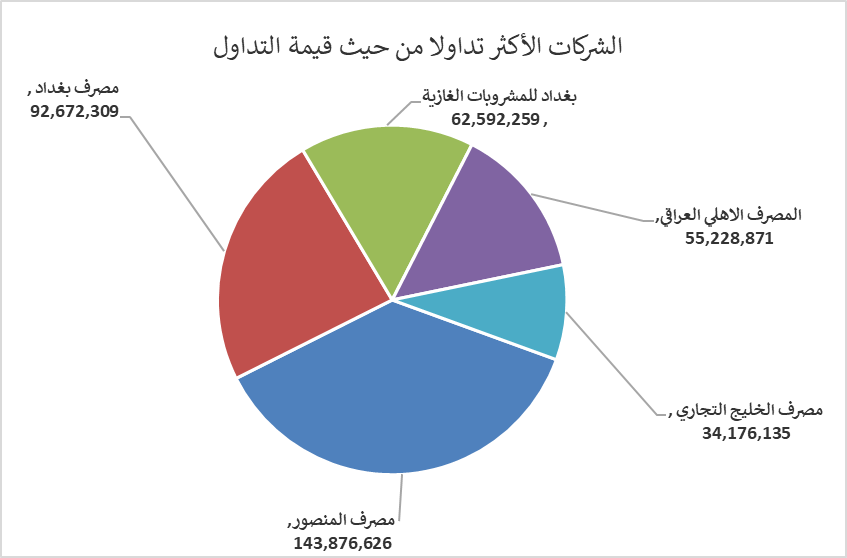 الشركات الأكثر تداولا من حيث قيمة التداول
بغداد للمشروبات الغازية
, 62,592,259
المصرف الاهلي العراقي,
55,228,871
مصرف الخليج التجاري ,
34,176,135
مصرف المنصور,
143,876,626
مصرف بغداد ,
92,672,309